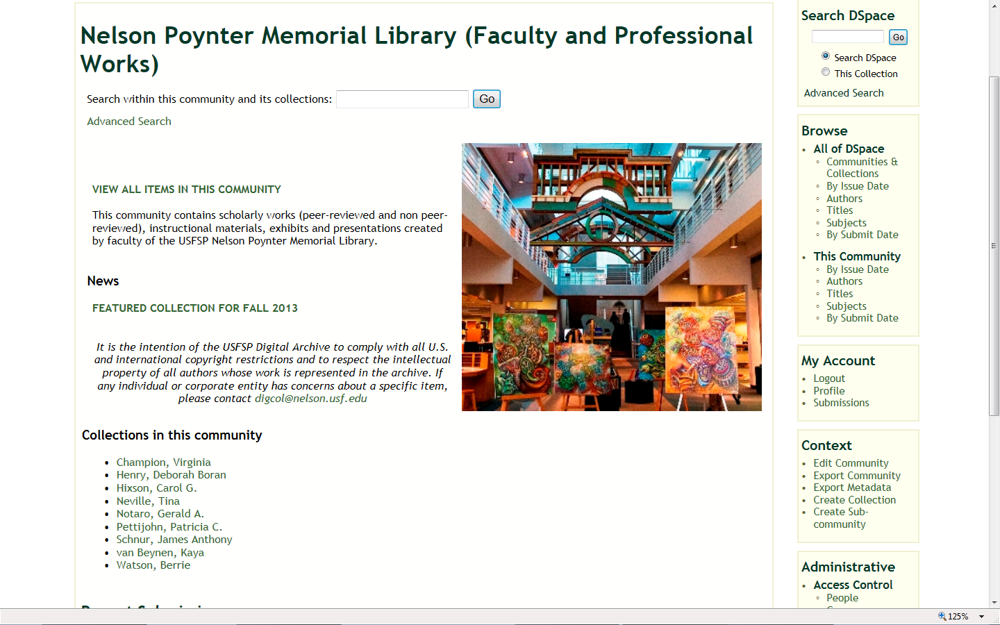 Nelson Poynter Memorial Library (Faculty and Professional
Works)
Search within this community and its collections:
Go
Advanced Search
VIEW ALL ITEMS IN THIS COMMUNITY
This community contains scholarly works (peer-reviewed and non peer-
reviewed), instructional materials, exhibits and presentations created
by faculty of the USFSP Nelson Poynter Memorial Library.
News
FEATURED COLLECTION FOR FALL 2013
It is the intention of the USFSP Digital Archive to comply with all U.S.
and international copyright restrictions and to respect the intellectual
property of all authors whose work is represented in the archive. If
any individual or corporate entity has concerns about a specific item,
please contact digcol@nelson.usf.edu
Collections in this community
Champion, Virginia
Henry, Deborah Boran
Hixson, Carol G.
Neville, Tina
Notaro, Gerald A.
Pettijohn, Patricia C.
Schnur, James Anthony
van Beynen, Kaya
Watson, Berrie
Search DSpace
Go
Search DSpace
This Collection
Advanced Search
Browse
All of DSpace
Communities &
Collections
By Issue Date
Authors
Titles
Subjects
By Submit Date
This Community
By Issue Date
Authors
Titles
Subjects
By Submit Date
My Account
Logout
Profile
Submissions
Context
Edit Community
Export Community
Export Metadata
Create Collection
Create Sub-
community
Administrative
Access Control
People
125%